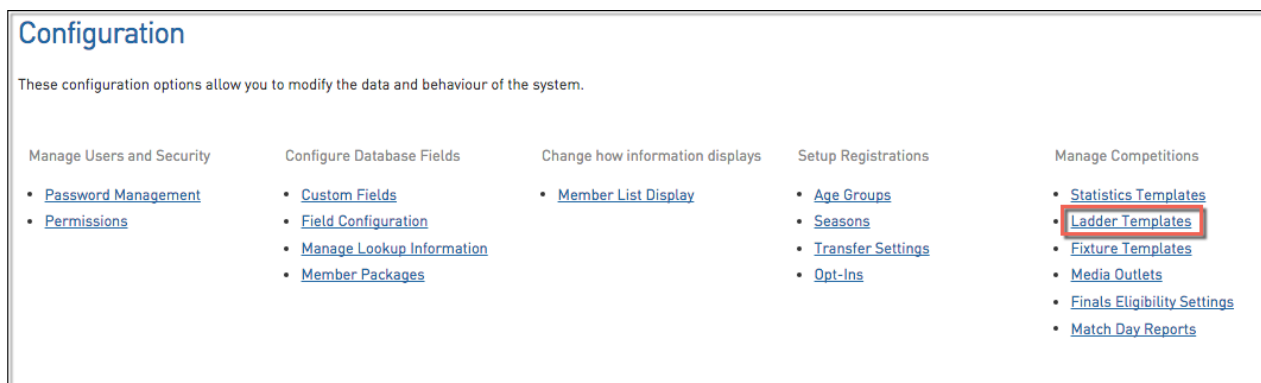 Configuration
These configuration options allow you to modify the data and behaviour of the system.
Manage Users and Security
• Password Management
• Permissions
Configure Database Fields
• Custom Fields
• Field Configuration
• Manage Lookup Information
• Member Packages
Change how information displays
• Member List Display
Setup Registrations
• Age Groups
• Seasons
• Transfer Settings
• Opt-Ins
Manage Competitions
• Statistics Templates
• Ladder Templates
• Fixture Templates
• Media Outlets
• Finals Eligibility Settings
• Match Day Reports